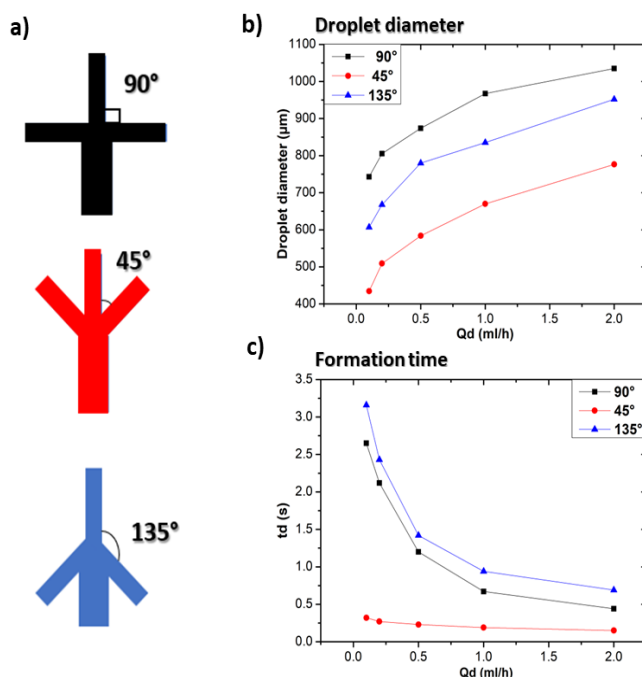 a)
90°
45°
135°
b) Droplet diameter
1100
1000
900
800
700
600
500
400
Droplet diameter (µm)
90°
45°
135°
0.0 0.5 1.0 1.5 2.0
Qd (ml/h)
c) Formation time
3.5
3.0
2.5
2.0
1.5
1.0
0.5
0.0
td (s)
90°
45°
135°
0.0 0.5 1.0 1.5 2.0
Qd (ml/h)